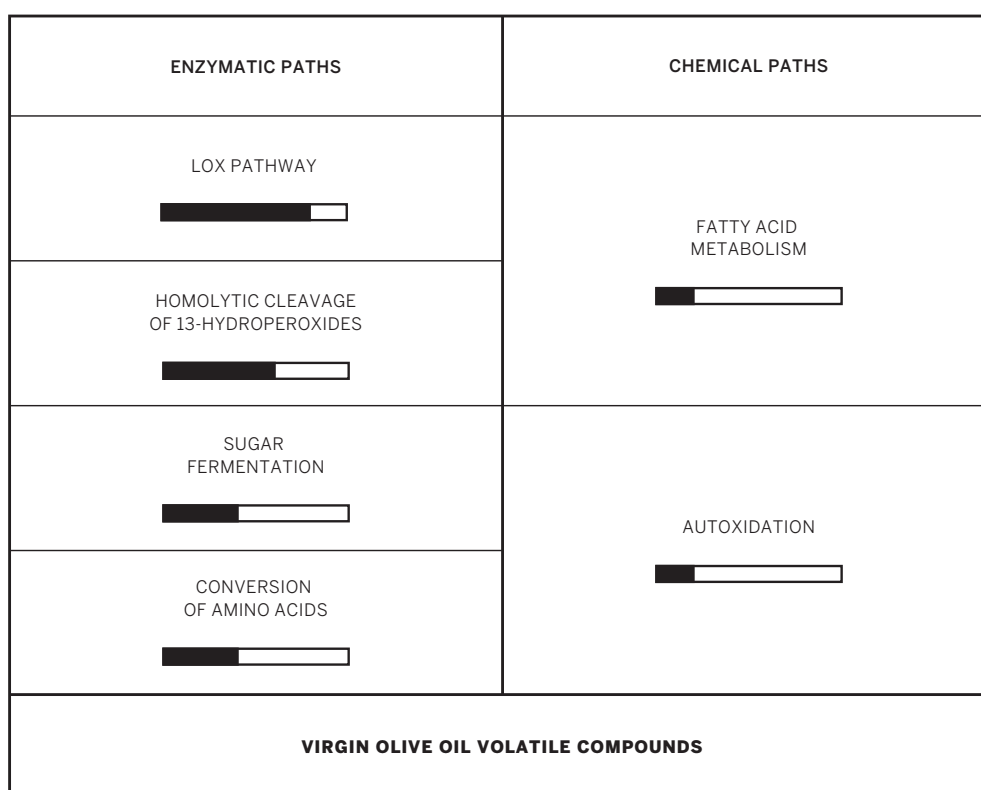 ENZYMATIC PATHS
CHEMICAL PATHS
LOX PATHWAY
HOMOLYTIC CLEAVAGE
OF 13-HYDROPEROXIDES
SUGAR
FERMENTATION
CONVERSION
OF AMINO ACIDS
FATTY ACID
METABOLISM
AUTOXIDATION
VIRGIN OLIVE OIL VOLATILE COMPOUNDS